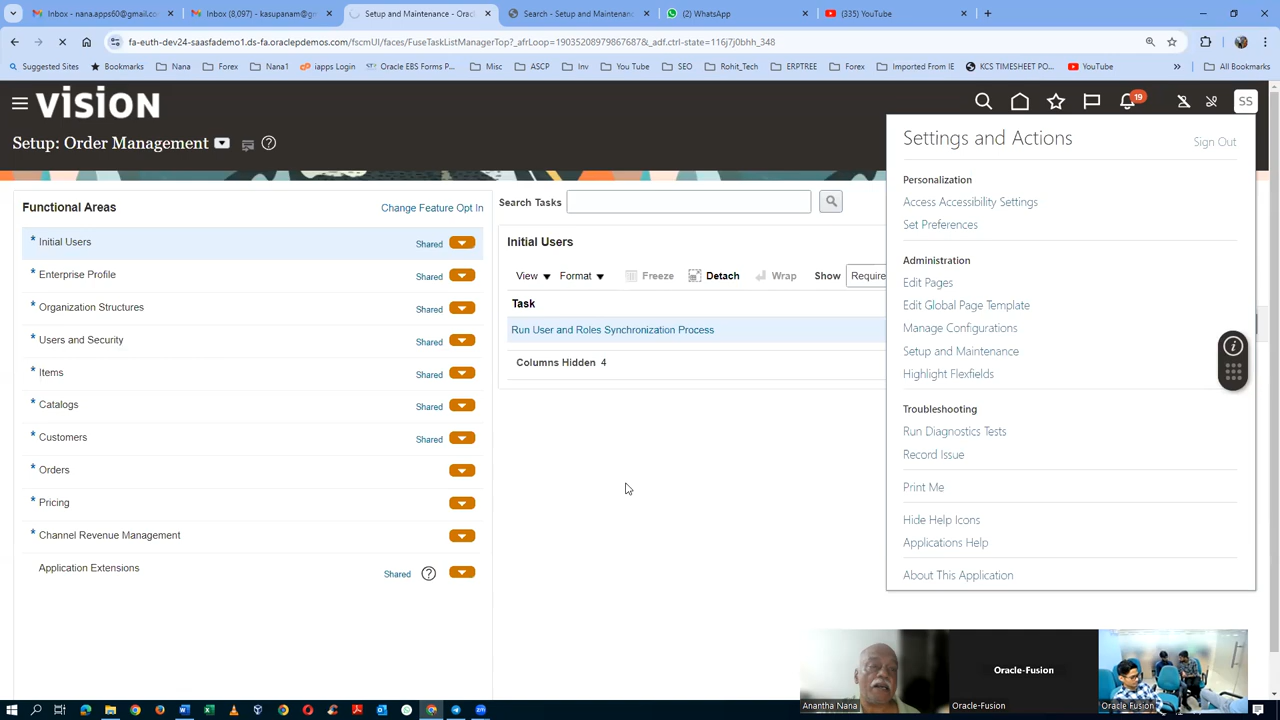 Inbox - nana.apps60@gmail.com
Inbox (8,097) - kasupanam@g
Setup and Maintenance - Orac
Search - Setup and Maintenanc
(2) WhatsApp
(335) YouTube
fa-euth-dev24-saasfademo1.ds-fa.oraclepdemos.com/fscmUI/faces/FuseTaskListManagerTop?_afrLoop=190352089798676878&_adf.ctrl-state=116j7j0bhh_348
Suggested Sites
Bookmarks
Nana
Forex
Nana1
iapps Login
Oracle EBS Forms P...
Misc
ASCP
Inv
You Tube
SEO
Rohit_Tech
ERPTREE
Forex
Imported From IE
KCS TIMESHEET PO...
YouTube
All Bookmarks
VISION
19
SS
Setup: Order Management
Settings and Actions
Sign Out
Personalization
Access Accessibility Settings
Set Preferences
Administration
Edit Pages
Edit Global Page Template
Manage Configurations
Setup and Maintenance
Highlight Flexfields
Troubleshooting
Run Diagnostics Tests
Record Issue
Print Me
Hide Help Icons
Applications Help
About This Application
Functional Areas
Change Feature Opt In
* Initial Users Shared
* Enterprise Profile Shared
* Organization Structures Shared
* Users and Security Shared
* Items Shared
* Catalogs Shared
* Customers Shared
* Orders
* Pricing
* Channel Revenue Management
Application Extensions Shared
Search Tasks
Initial Users
View Format Freeze Detach Wrap Show Require
Task
Run User and Roles Synchronization Process
Columns Hidden 4
Oracle-Fusion
Anantha Nana
Oracle-Fusion
Oracle Fusion